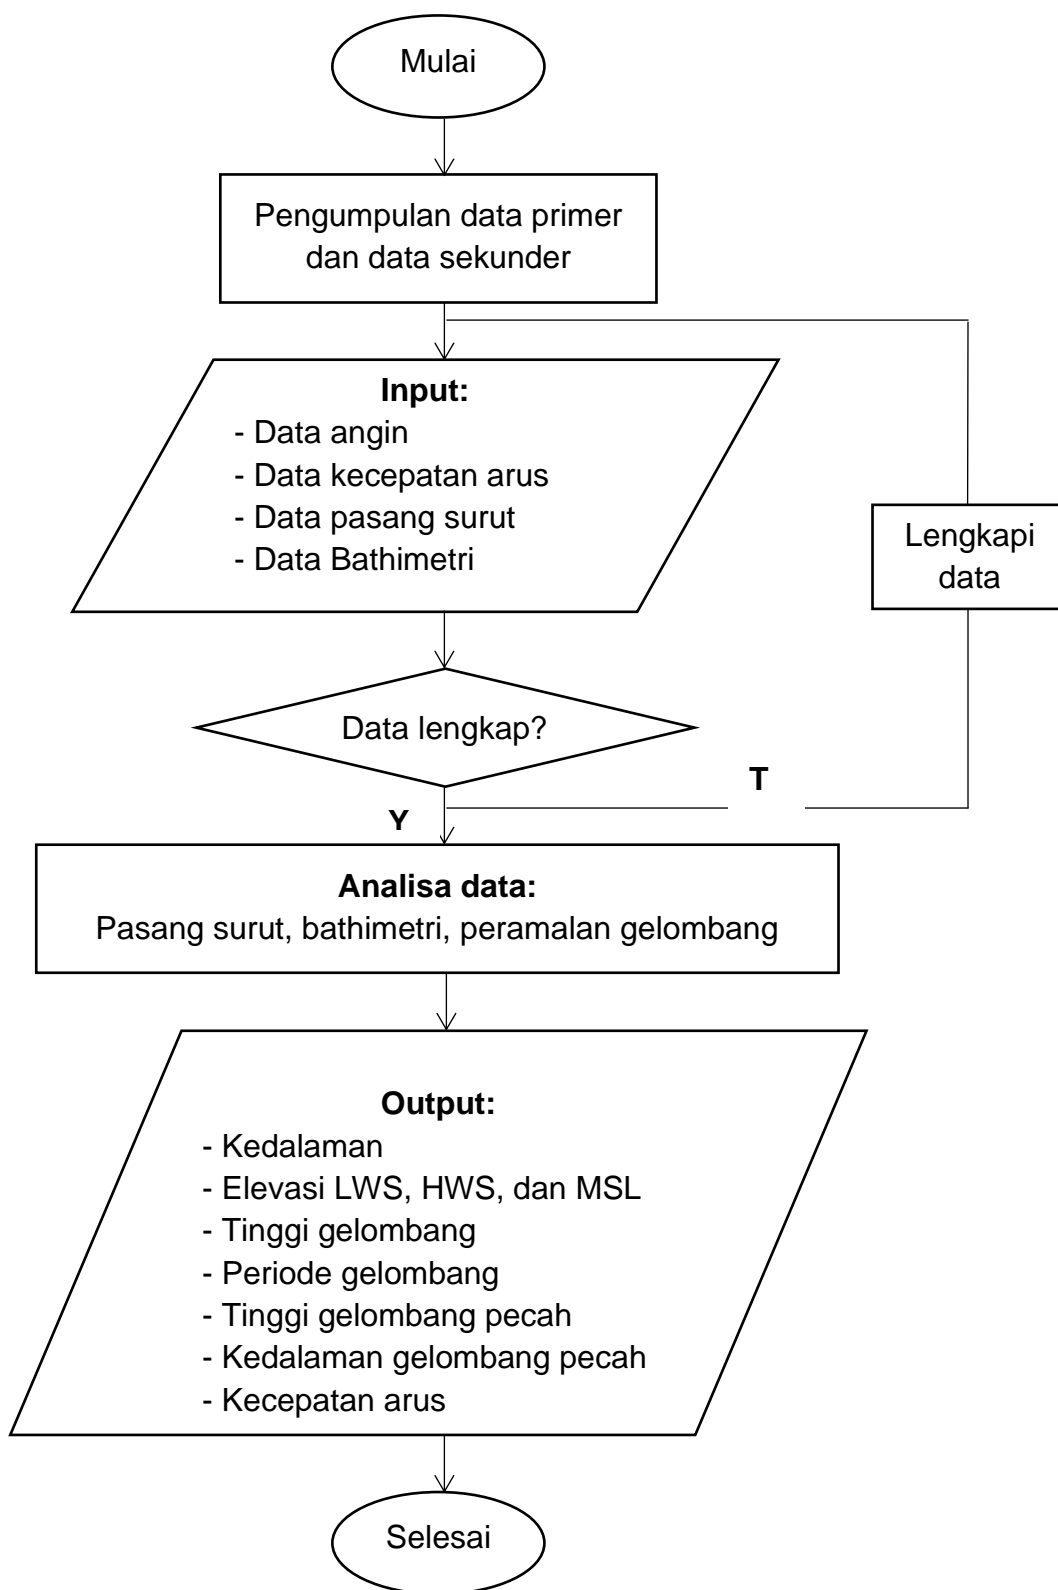 Mulai
Pengumpulan data primer
dan data sekunder
Input:
- Data angin
- Data kecepatan arus
- Data pasang surut
- Data Bathimetri
Lengkapi
data
Data lengkap?
T
Y
Analisa data:
Pasang surut, bathimetri, peramalan gelombang
Output:
- Kedalaman
- Elevasi LWS, HWS, dan MSL
- Tinggi gelombang
- Periode gelombang
- Tinggi gelombang pecah
- Kedalaman gelombang pecah
- Kecepatan arus
Selesai